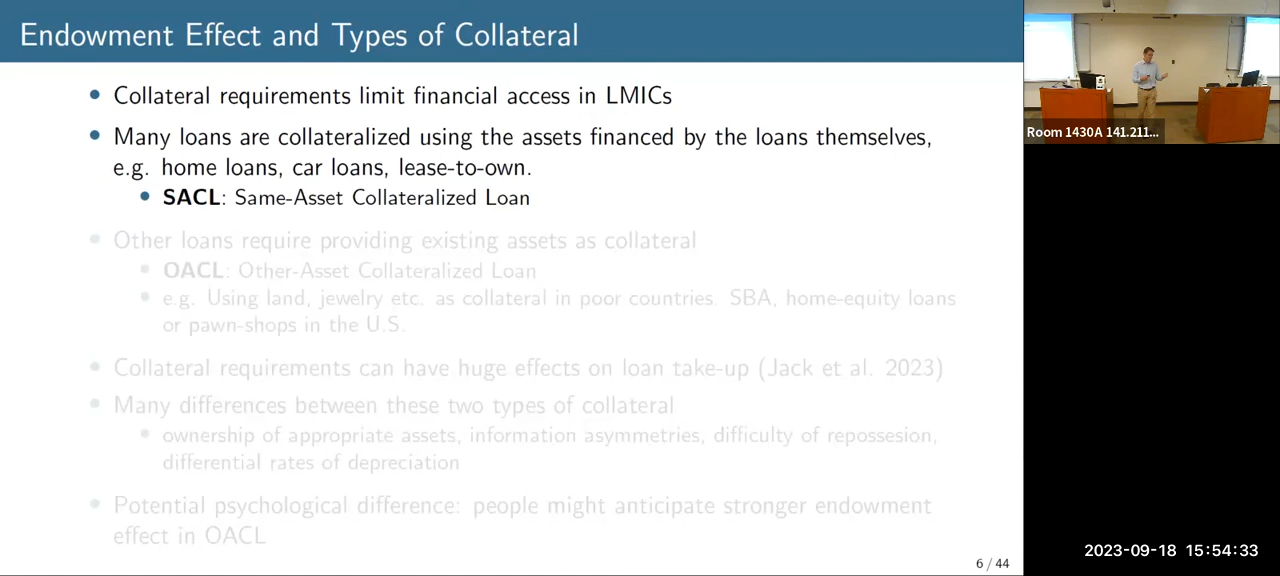 Endowment Effect and Types of Collateral
Collateral requirements limit financial access in LMICs
Many loans are collateralized using the assets financed by the loans themselves,
e.g. home loans, car loans, lease-to-own.
SACL: Same-Asset Collateralized Loan
Other loans require providing existing assets as collateral
OACL: Other-Asset Collateralized Loan
e.g. Using land, jewelry etc. as collateral in poor countries. SBA, home-equity loans
or pawn-shops in the U.S.
Collateral requirements can have huge effects on loan take-up (Jack et al. 2023)
Many differences between these two types of collateral
ownership of appropriate assets, information asymmetries, difficulty of repossesion,
differential rates of depreciation
Potential psychological difference: people might anticipate stronger endowment
effect in OACL
6 / 44
Room 1430A 141.211...
2023-09-18 15:54:33